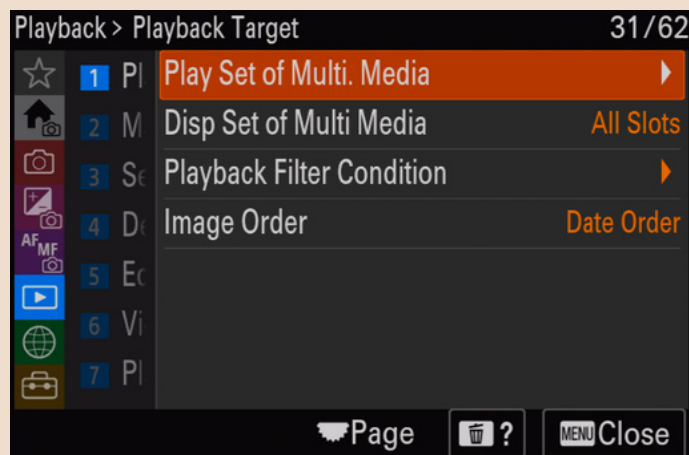 Playback > Playback Target 31/62
1 Pl Play Set of Multi. Media
2 M Disp Set of Multi Media All Slots
3 Se Playback Filter Condition
4 De Image Order Date Order
AF MF
5 Ed
6 Vi
7 Pl
Page ? MENU Close